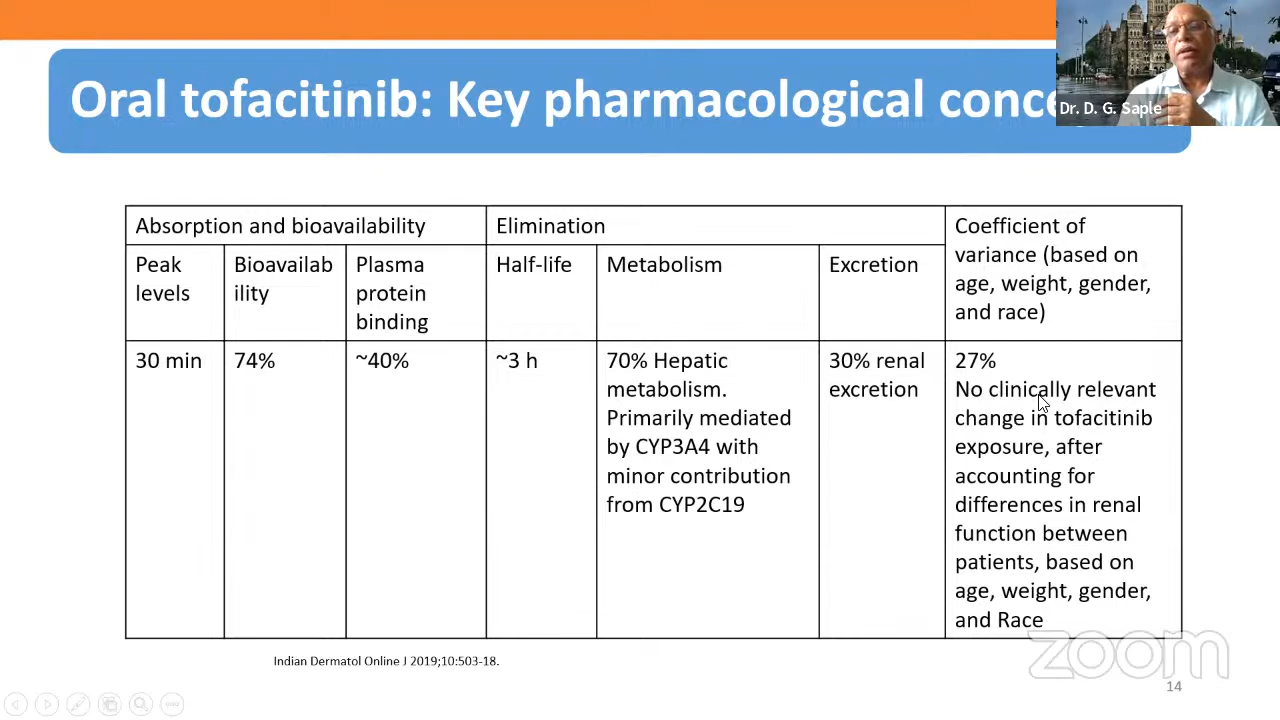 Oral tofacitinib: Key pharmacological conce
Dr. D. G. Saple
Absorption and bioavailability
Elimination
Coefficient of
variance (based on
age, weight, gender,
and race)
Peak
levels
Bioavailab
ility
Plasma
protein
binding
Half-life
Metabolism
Excretion
30 min
74%
~40%
~3 h
70% Hepatic
metabolism.
Primarily mediated
by CYP3A4 with
minor contribution
from CYP2C19
30% renal
excretion
27%
No clinically relevant
change in tofacitinib
exposure, after
accounting for
differences in renal
function between
patients, based on
age, weight, gender,
and Race
Indian Dermatol Online J 2019;10:503-18.
zoom
14